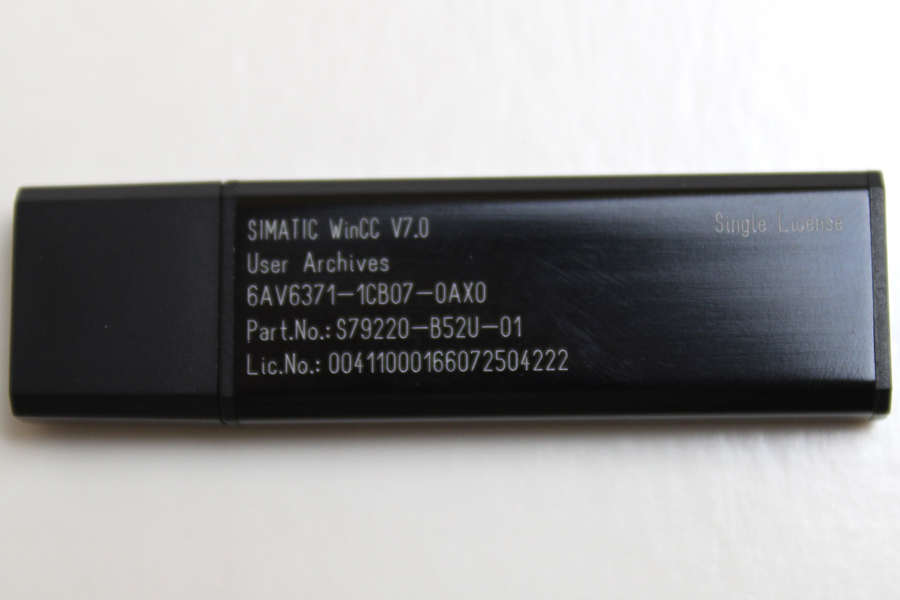 SIMATIC WinCC V7.0
Single License
User Archives
6AV6371-1CB07-0AX0
Part.No.: S79220-B52U-01
Lic.No.: 00411000166072504222